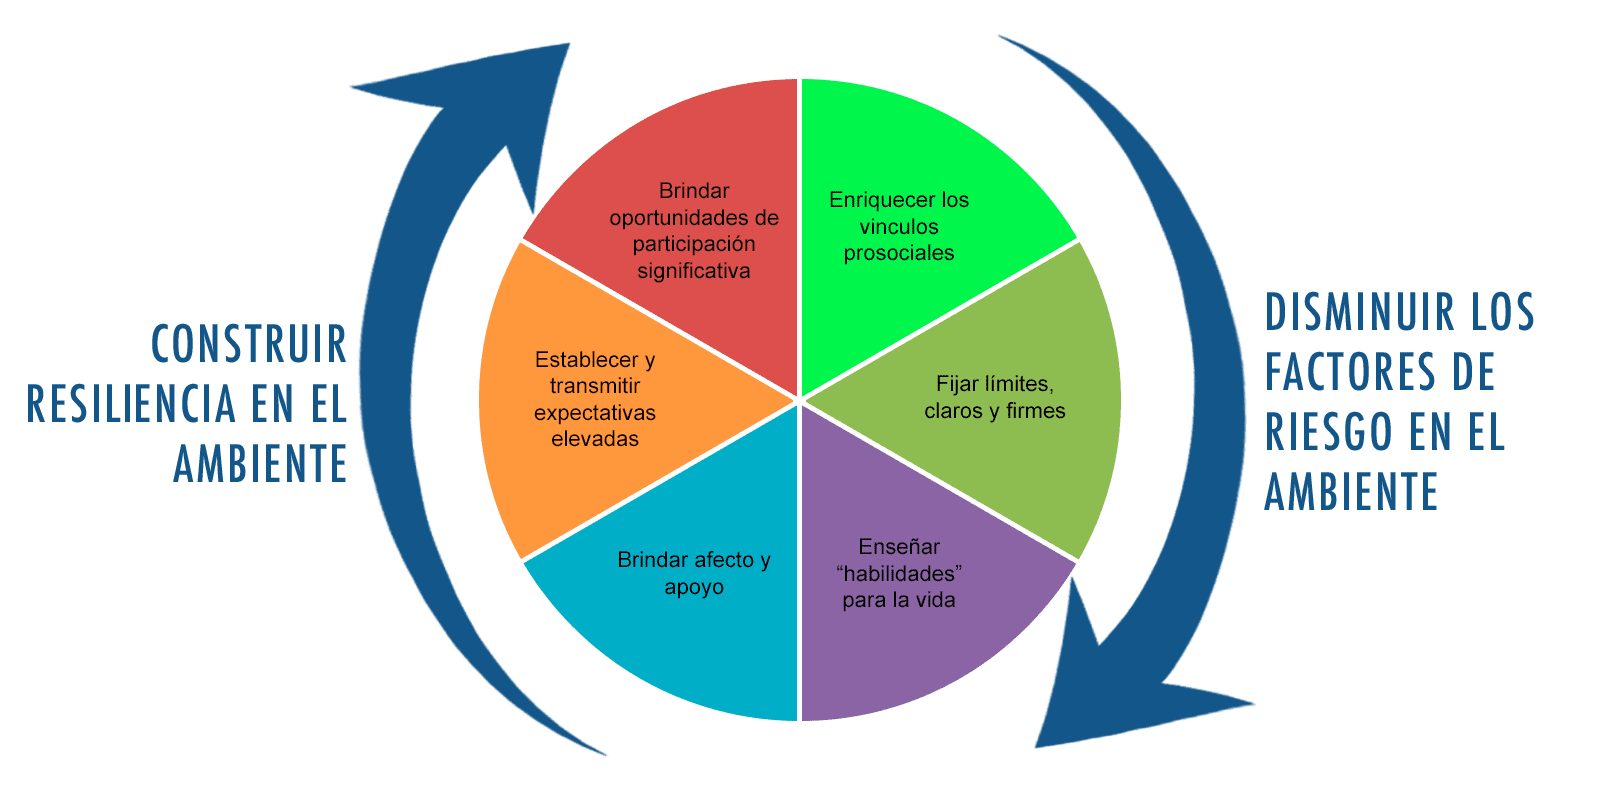 CONSTRUIR
RESILIENCIA EN EL
AMBIENTE
Brindar
oportunidades de
participación
significativa
Enriquecer los
vinculos
prosociales
Establecer y
transmitir
expectativas
elevadas
Fijar límites,
claros y firmes
Brindar afecto y
apoyo
Enseñar
“habilidades”
para la vida
DISMINUIR LOS
FACTORES DE
RIESGO EN EL
AMBIENTE